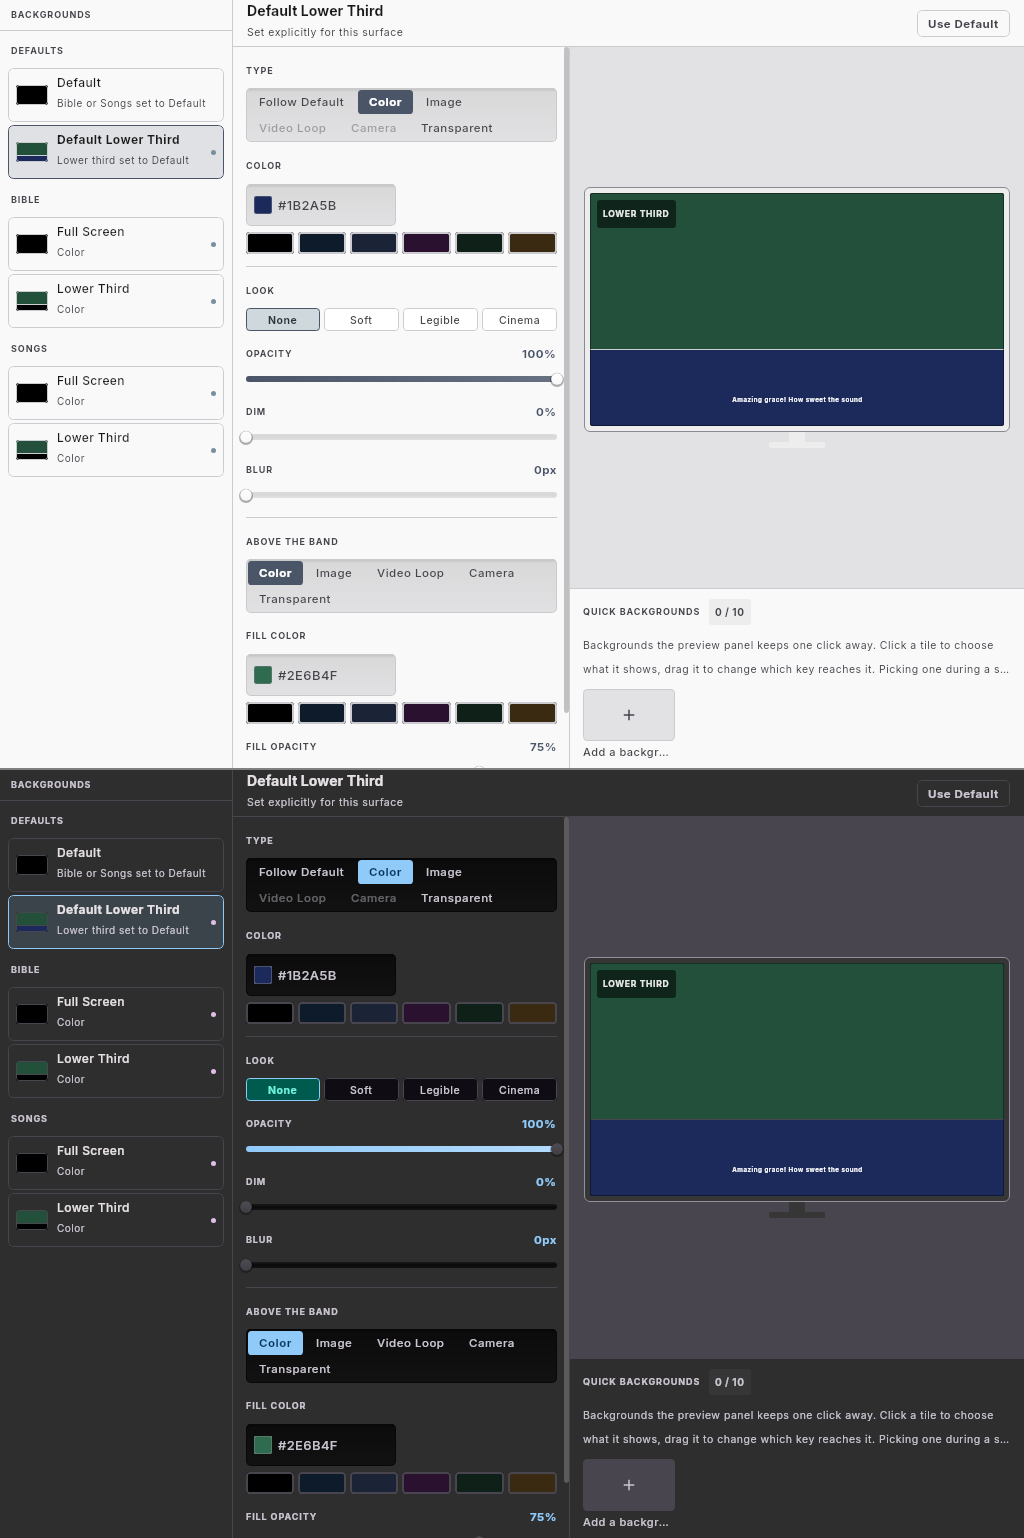 BACKGROUNDS
DEFAULTS
Default
Bible or Songs set to Default
Default Lower Third
Lower third set to Default
BIBLE
Full Screen
Color
Lower Third
Color
SONGS
Full Screen
Color
Lower Third
Color
Default Lower Third
Set explicitly for this surface
Use Default
TYPE
Follow Default Color Image
Video Loop Camera Transparent
COLOR
#1B2A5B
LOOK
None Soft Legible Cinema
OPACITY 100%
DIM 0%
BLUR 0px
ABOVE THE BAND
Color Image Video Loop Camera
Transparent
FILL COLOR
#2E6B4F
FILL OPACITY 75%
LOWER THIRD
Amazing grace! How sweet the sound
QUICK BACKGROUNDS 0 / 10
Backgrounds the preview panel keeps one click away. Click a tile to choose
what it shows, drag it to change which key reaches it. Picking one during a s...
+
Add a backgr...
BACKGROUNDS
DEFAULTS
Default
Bible or Songs set to Default
Default Lower Third
Lower third set to Default
BIBLE
Full Screen
Color
Lower Third
Color
SONGS
Full Screen
Color
Lower Third
Color
Default Lower Third
Set explicitly for this surface
Use Default
TYPE
Follow Default Color Image
Video Loop Camera Transparent
COLOR
#1B2A5B
LOOK
None Soft Legible Cinema
OPACITY 100%
DIM 0%
BLUR 0px
ABOVE THE BAND
Color Image Video Loop Camera
Transparent
FILL COLOR
#2E6B4F
FILL OPACITY 75%
LOWER THIRD
Amazing grace! How sweet the sound
QUICK BACKGROUNDS 0 / 10
Backgrounds the preview panel keeps one click away. Click a tile to choose
what it shows, drag it to change which key reaches it. Picking one during a s...
+
Add a backgr...